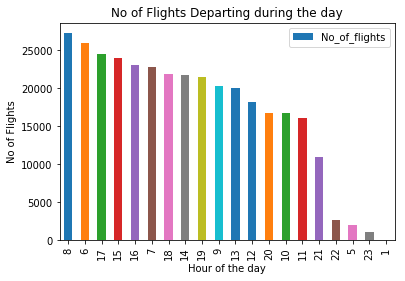 No of Flights Departing during the day
No_of_flights
No of Flights
25000
20000
15000
10000
5000
0
8 6 17 15 16 7 18 14 19 9 13 12 20 10 11 21 22 5 23 1
Hour of the day